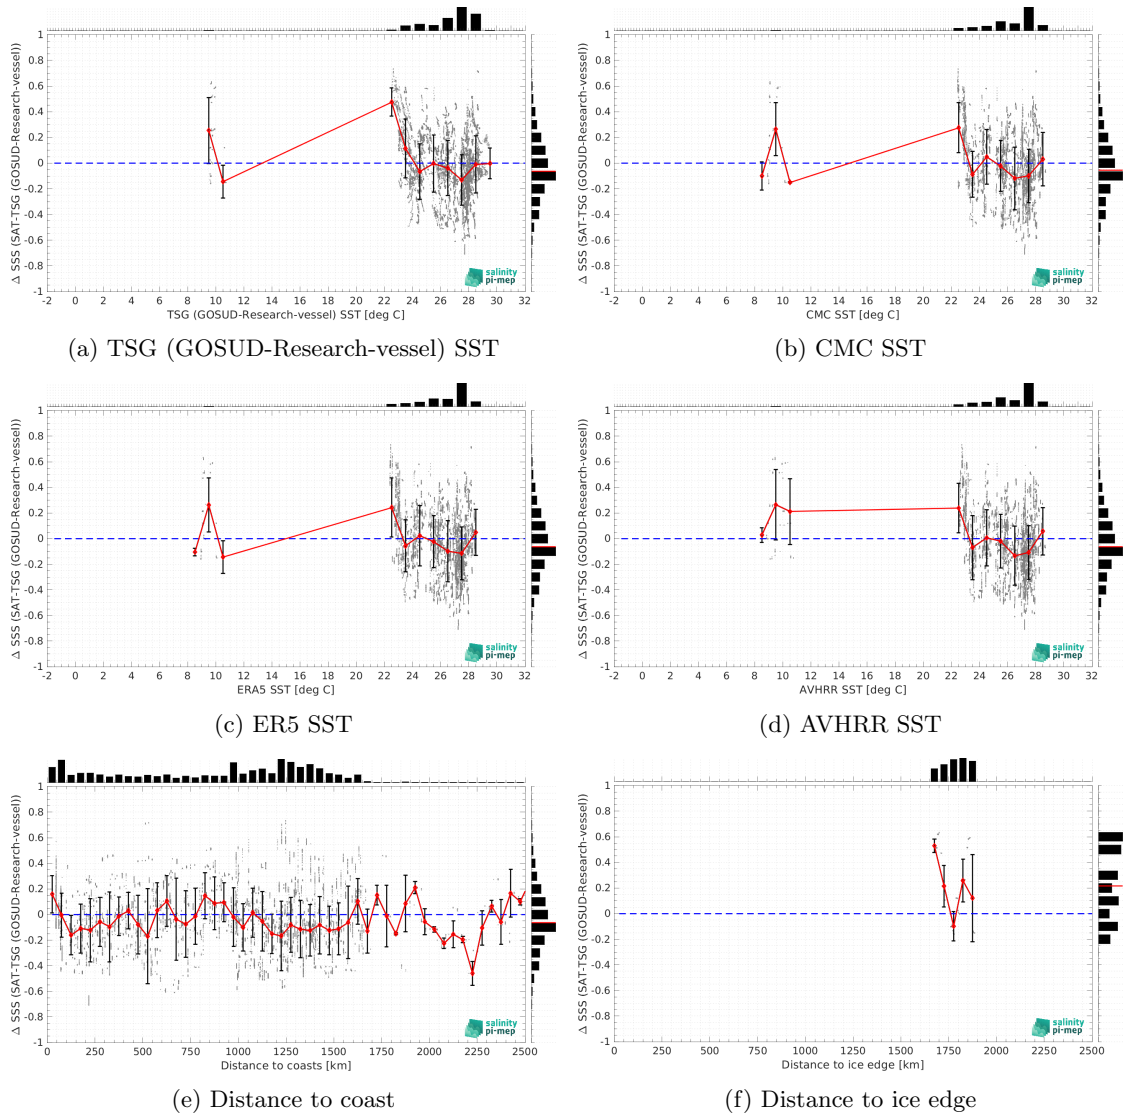 Δ SSS (SAT-TSG (GOSUD-Research-vessel))
1
0.8
0.6
0.4
0.2
0
-0.2
-0.4
-0.6
-0.8
-1
salinity
pi-mep
-2 0 2 4 6 8 10 12 14 16 18 20 22 24 26 28 30 32
TSG (GOSUD-Research-vessel) SST [deg C]
(a) TSG (GOSUD-Research-vessel) SST
Δ SSS (SAT-TSG (GOSUD-Research-vessel))
1
0.8
0.6
0.4
0.2
0
-0.2
-0.4
-0.6
-0.8
-1
salinity
pi-mep
-2 0 2 4 6 8 10 12 14 16 18 20 22 24 26 28 30 32
CMC SST [deg C]
(b) CMC SST
Δ SSS (SAT-TSG (GOSUD-Research-vessel))
1
0.8
0.6
0.4
0.2
0
-0.2
-0.4
-0.6
-0.8
-1
salinity
pi-mep
-2 0 2 4 6 8 10 12 14 16 18 20 22 24 26 28 30 32
ERA5 SST [deg C]
(c) ER5 SST
Δ SSS (SAT-TSG (GOSUD-Research-vessel))
1
0.8
0.6
0.4
0.2
0
-0.2
-0.4
-0.6
-0.8
-1
salinity
pi-mep
-2 0 2 4 6 8 10 12 14 16 18 20 22 24 26 28 30 32
AVHRR SST [deg C]
(d) AVHRR SST
Δ SSS (SAT-TSG (GOSUD-Research-vessel))
1
0.8
0.6
0.4
0.2
0
-0.2
-0.4
-0.6
-0.8
-1
salinity
pi-mep
0 250 500 750 1000 1250 1500 1750 2000 2250 2500
Distance to coasts [km]
(e) Distance to coast
Δ SSS (SAT-TSG (GOSUD-Research-vessel))
1
0.8
0.6
0.4
0.2
0
-0.2
-0.4
-0.6
-0.8
-1
salinity
pi-mep
0 250 500 750 1000 1250 1500 1750 2000 2250 2500
Distance to ice edge [km]
(f) Distance to ice edge